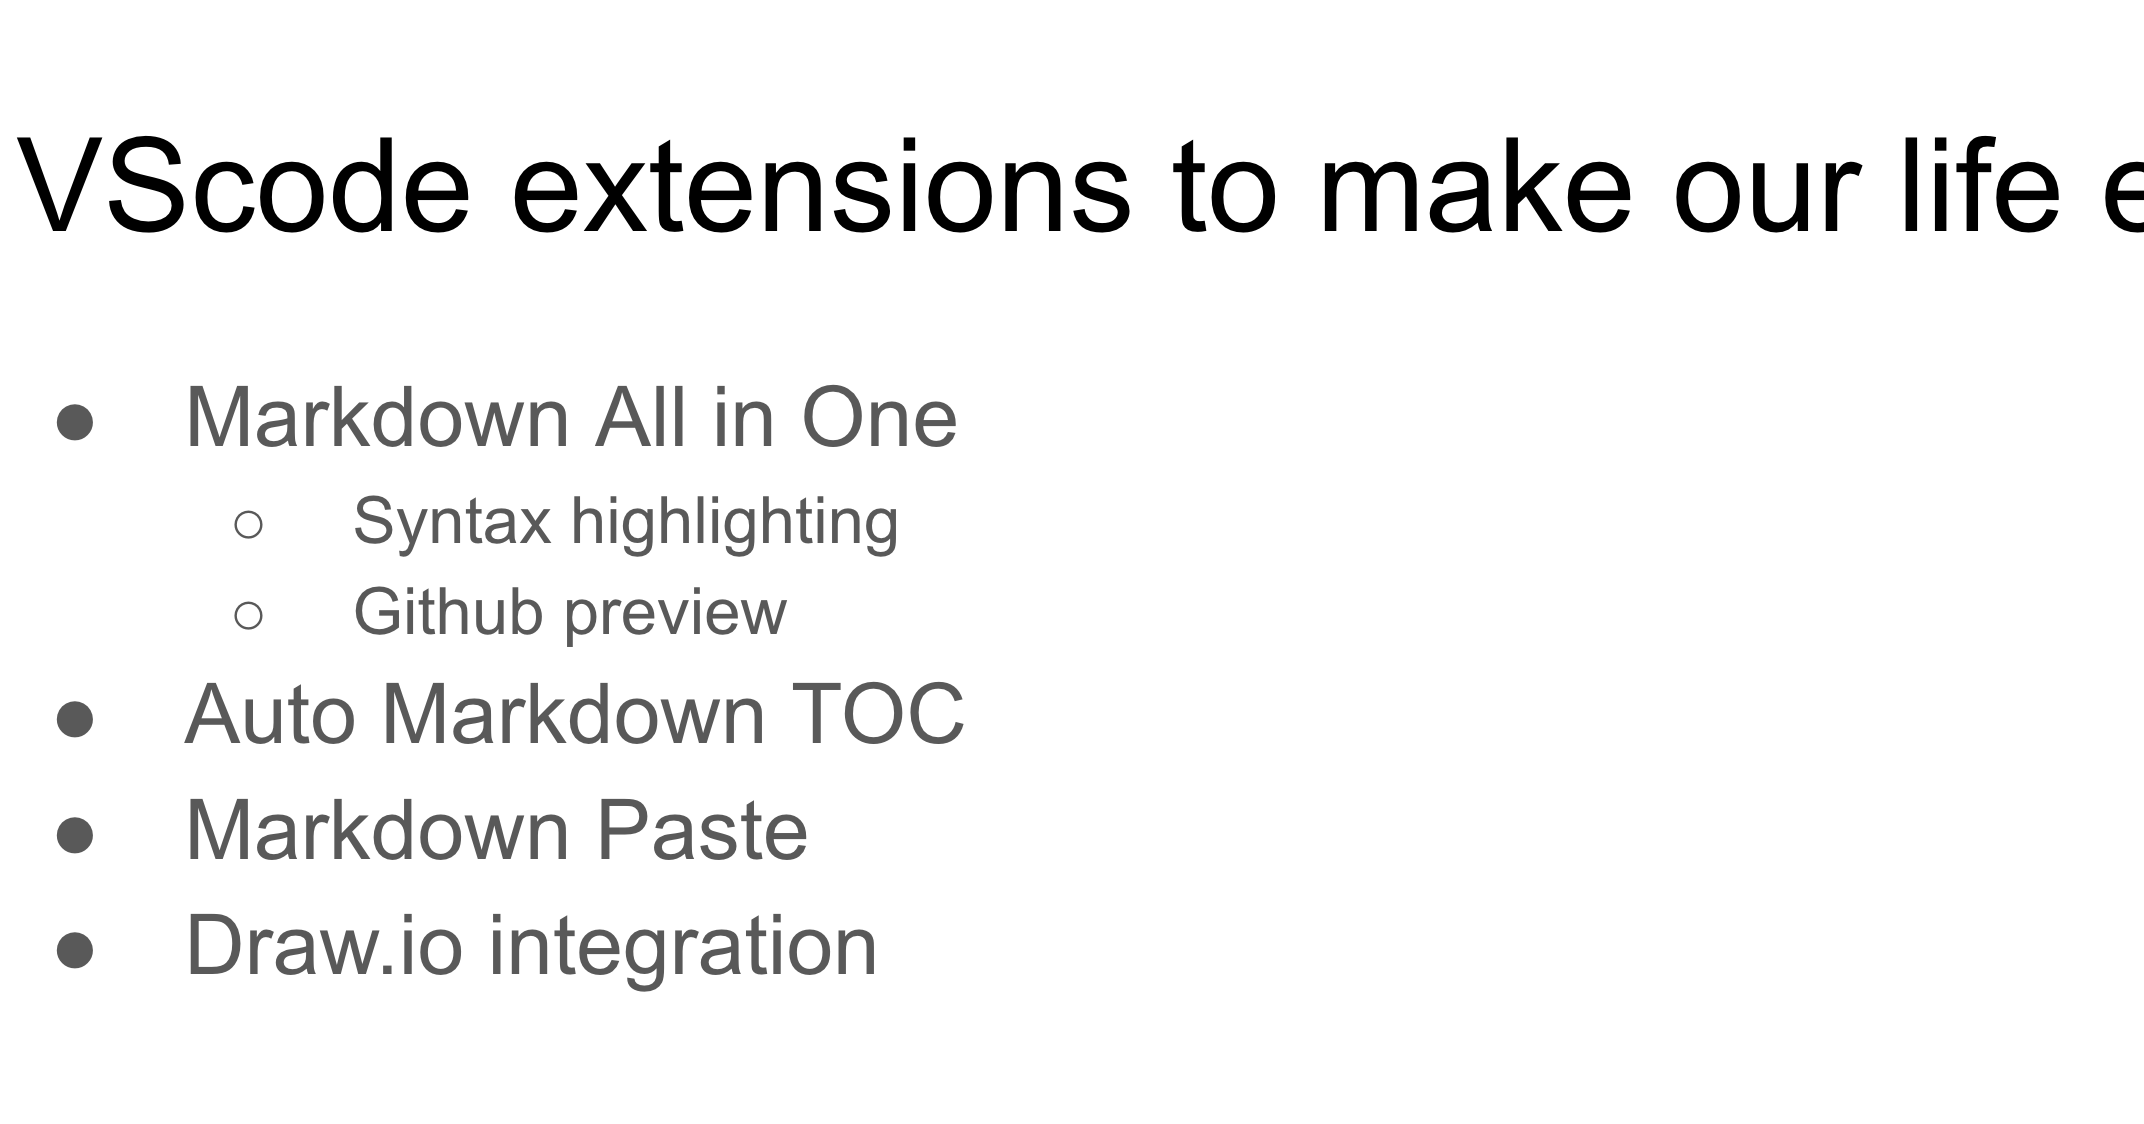 VScode extensions to make our life
● Markdown All in One
○ Syntax highlighting
○ Github preview
● Auto Markdown TOC
● Markdown Paste
● Draw.io integration